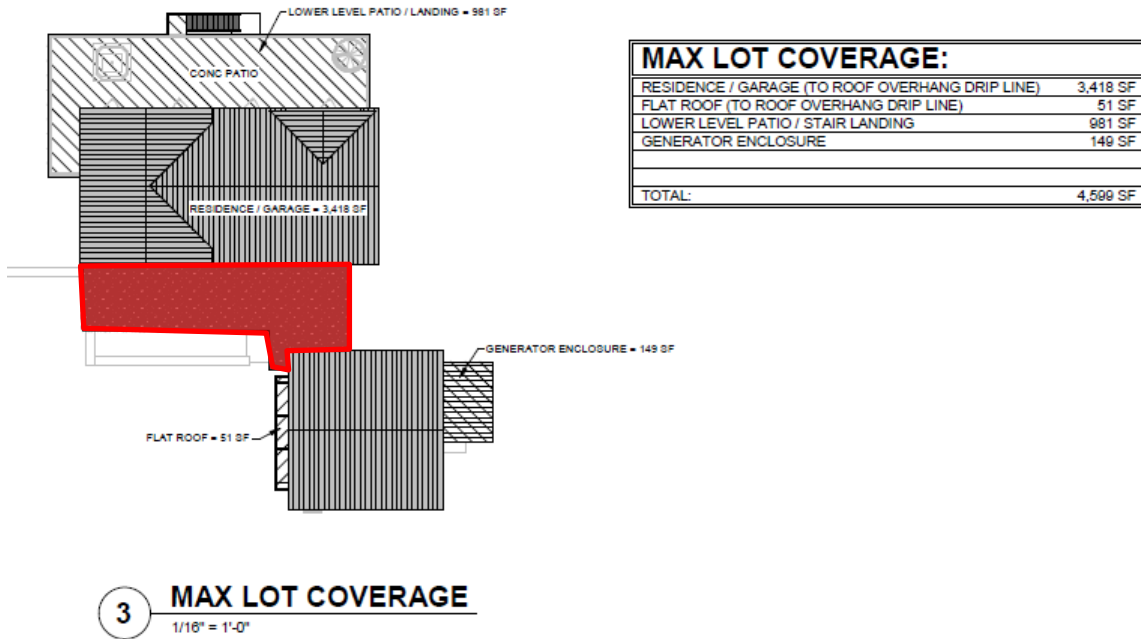 LOWER LEVEL PATIO / LANDING = 981 SF
CONC PATIO
RESIDENCE / GARAGE = 3,418 SF
GENERATOR ENCLOSURE = 149 SF
FLAT ROOF = 51 SF
MAX LOT COVERAGE:
RESIDENCE / GARAGE (TO ROOF OVERHANG DRIP LINE) 3,418 SF
FLAT ROOF (TO ROOF OVERHANG DRIP LINE) 51 SF
LOWER LEVEL PATIO / STAIR LANDING 981 SF
GENERATOR ENCLOSURE 149 SF
TOTAL: 4,599 SF
3 MAX LOT COVERAGE
1/16" = 1'-0"